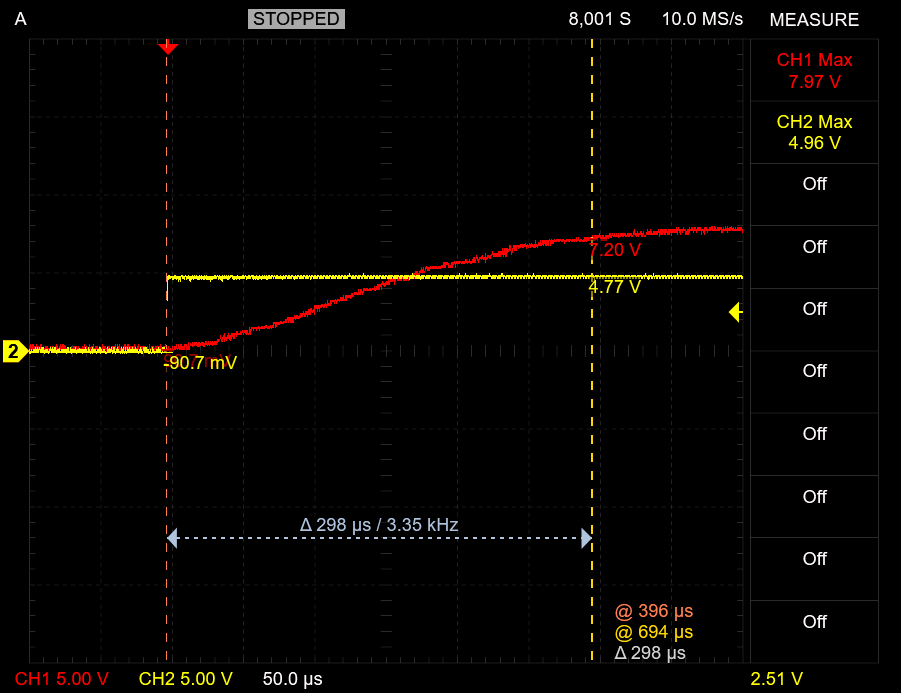 A
STOPPED
8,001 S
10.0 MS/s
MEASURE
CH1 Max
7.97 V
CH2 Max
4.96 V
Off
Off
Off
Off
Off
Off
Off
Off
7.20 V
4.77 V
2
-90.7 mV
Δ 298 µs / 3.35 kHz
@ 396 µs
@ 694 µs
Δ 298 µs
CH1 5.00 V
CH2 5.00 V
50.0 µs
2.51 V